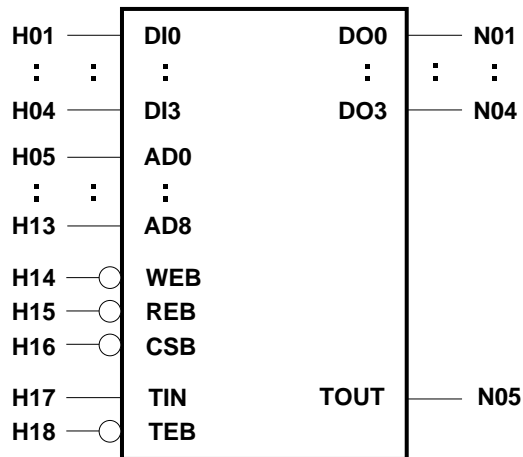 H01 DI0 DO0 N01
: : : : : :
H04 DI3 DO3 N04
H05 AD0
: : :
H13 AD8
H14 WEB
H15 REB
H16 CSB
H17 TIN TOUT N05
H18 TEB